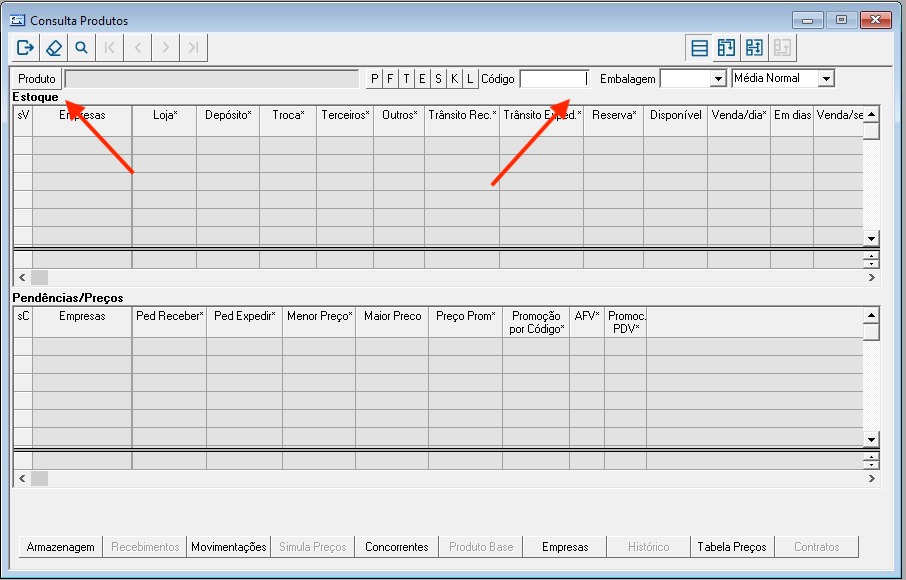 Consulta Produtos
Produto P F T E S K L Código Embalagem Média Normal
Estoque
sV Empresas Loja* Depósito* Troca* Terceiros* Outros* Trânsito Rec.* Trânsito Exped.* Reserva* Disponível Venda/dia* Em dias Venda/se
Pendências/Preços
sC Empresas Ped Receber* Ped Expedir* Menor Preço* Maior Preco Preço Prom* Promoção AFV* Promoc.
por Código* PDV*
Armazenagem Recebimentos Movimentações Simula Preços Concorrentes Produto Base Empresas Histórico Tabela Preços Contratos